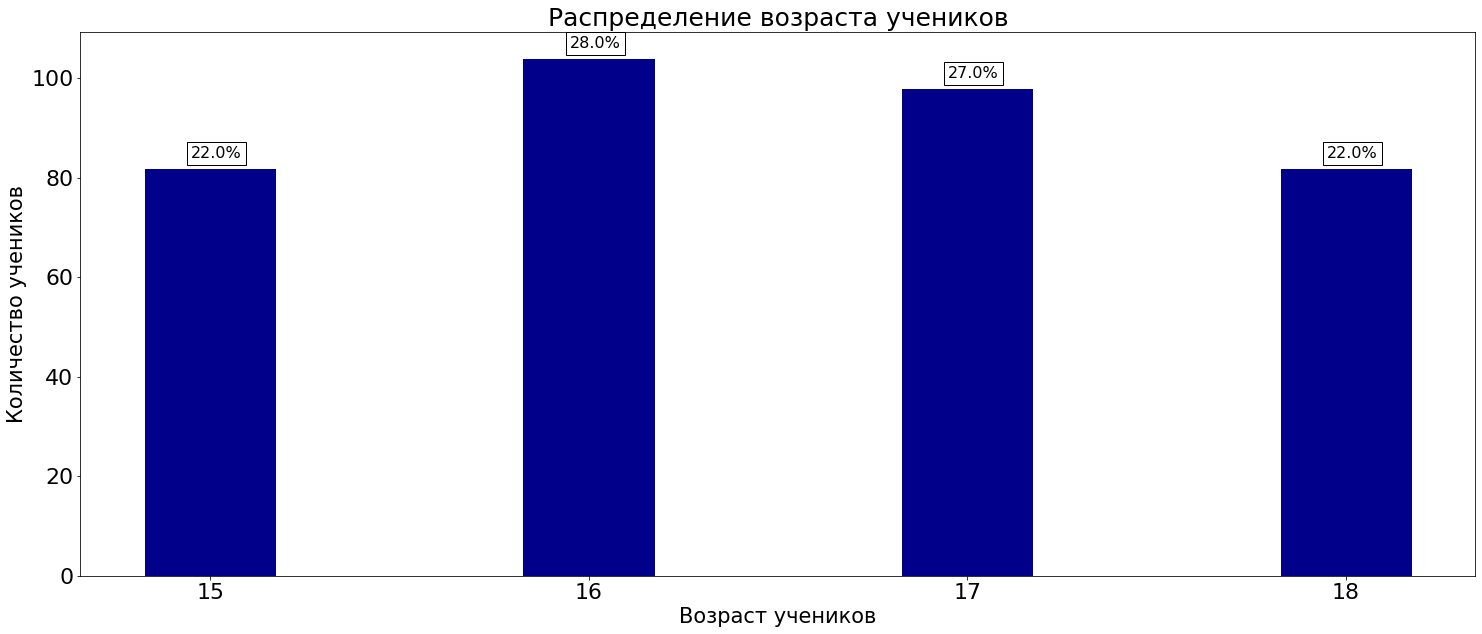 Распределение возраста учеников
28.0%
27.0%
22.0%
22.0%
100
80
60
40
20
0
Количество учеников
15 16 17 18
Возраст учеников